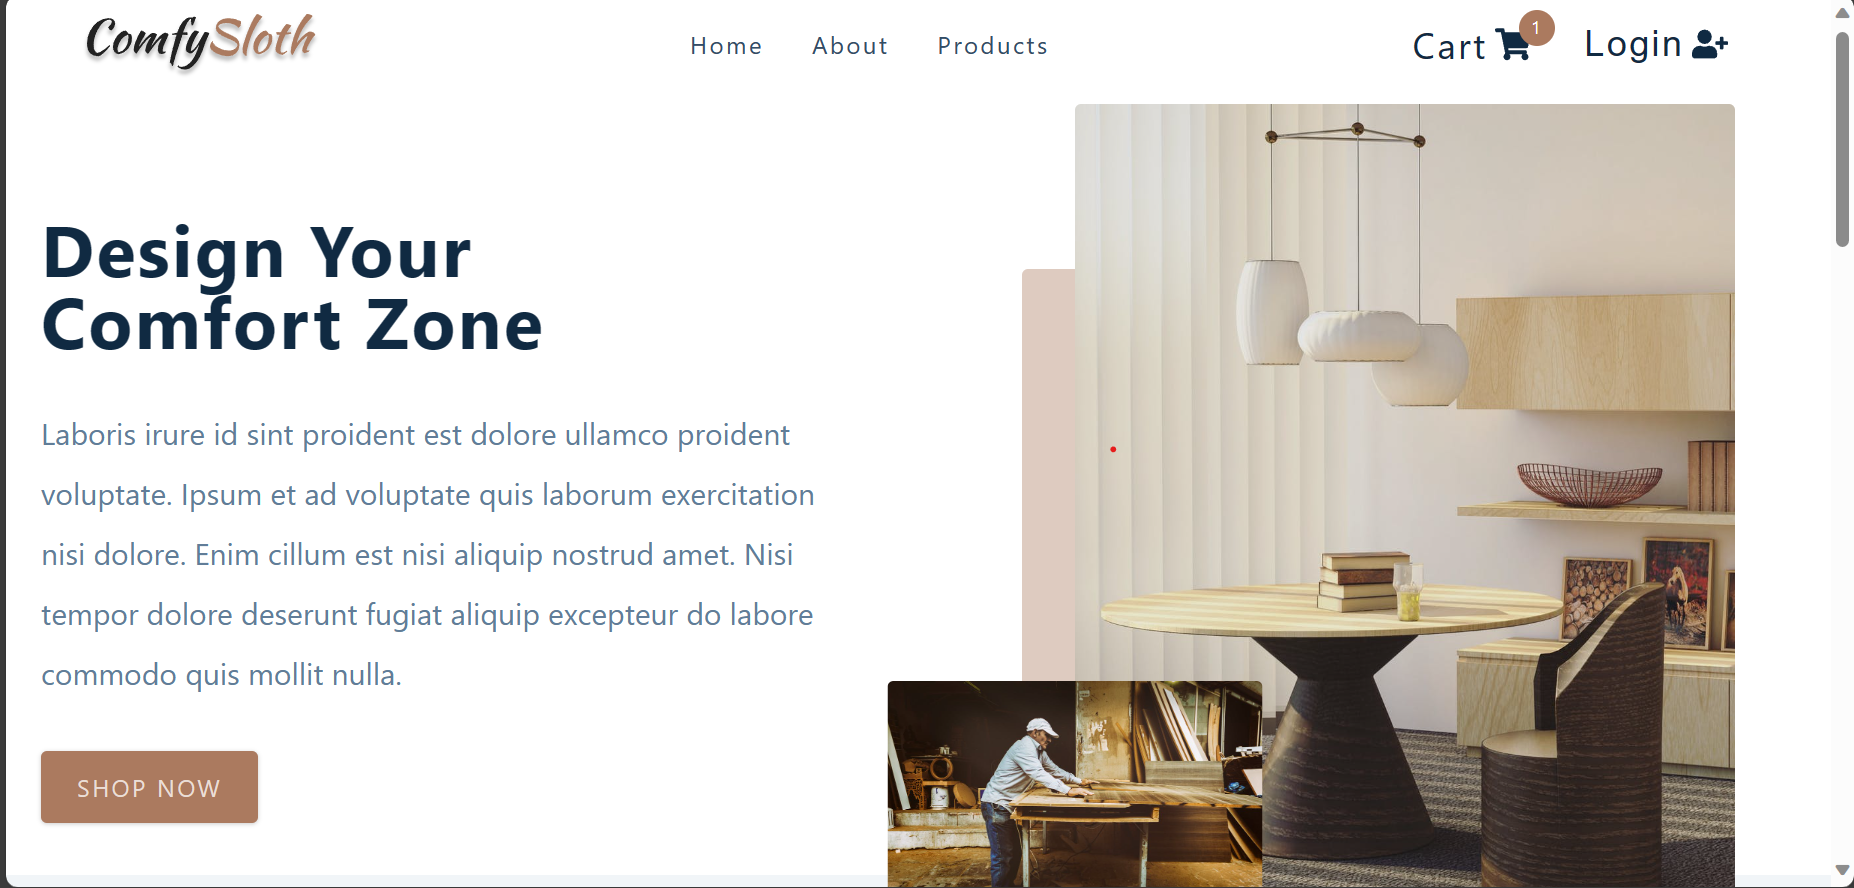 ComfySloth
Home
About
Products
Cart
1
Login
Design Your
Comfort Zone
Laboris irure id sint proident est dolore ullamco proident
voluptate. Ipsum et ad voluptate quis laborum exercitation
nisi dolore. Enim cillum est nisi aliquip nostrud amet. Nisi
tempor dolore deserunt fugiat aliquip excepteur do labore
commodo quis mollit nulla.
SHOP NOW